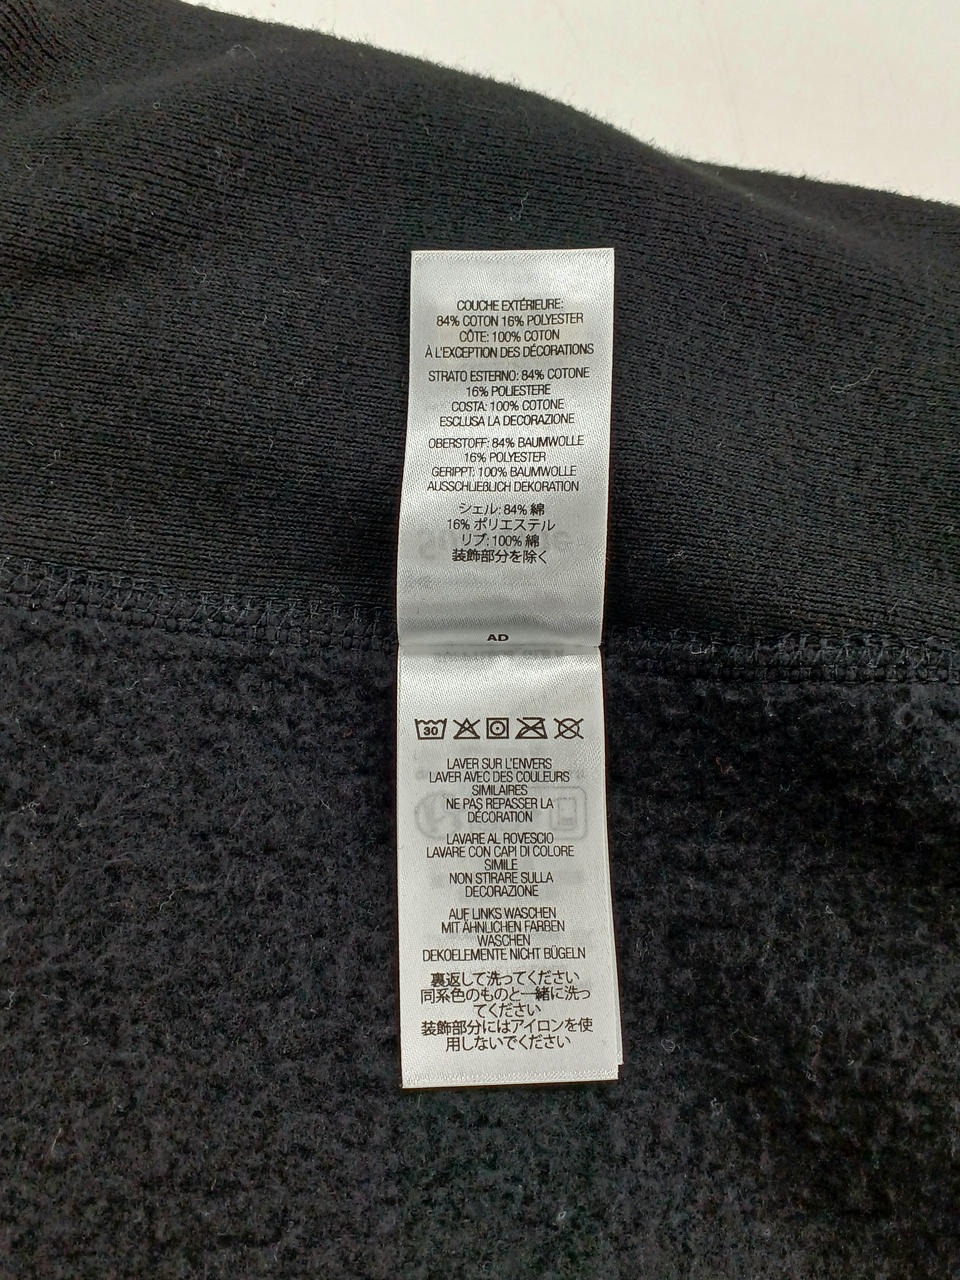 COUCHE EXTÉRIEURE:
84% COTON 16% POLYESTER
CÔTE: 100% COTON
À L'EXCEPTION DES DÉCORATIONS
STRATO ESTERNO: 84% COTONE
16% POLIESTERE
COSTA: 100% COTONE
ESCLUSA LA DECORAZIONE
OBERSTOFF: 84% BAUMWOLLE
16% POLYESTER
GERIPPT: 100% BAUMWOLLE
AUSSCHLIEßLICH DEKORATION
シェル: 84% 綿
16% ポリエステル
リブ: 100% 綿
装飾部分を除く
AD
30
LAVER SUR L'ENVERS
LAVER AVEC DES COULEURS
SIMILAIRES
NE PAS REPASSER LA
DÉCORATION
LAVARE AL ROVESCIO
LAVARE CON CAPI DI COLORE
SIMILE
NON STIRARE SULLA
DECORAZIONE
AUF LINKS WASCHEN
MIT ÄHNLICHEN FARBEN
WASCHEN
DEKOELEMENTE NICHT BÜGELN
裏返して洗ってください
同系色のものと一緒に洗っ
てください
装飾部分にはアイロンを使
用しないでください